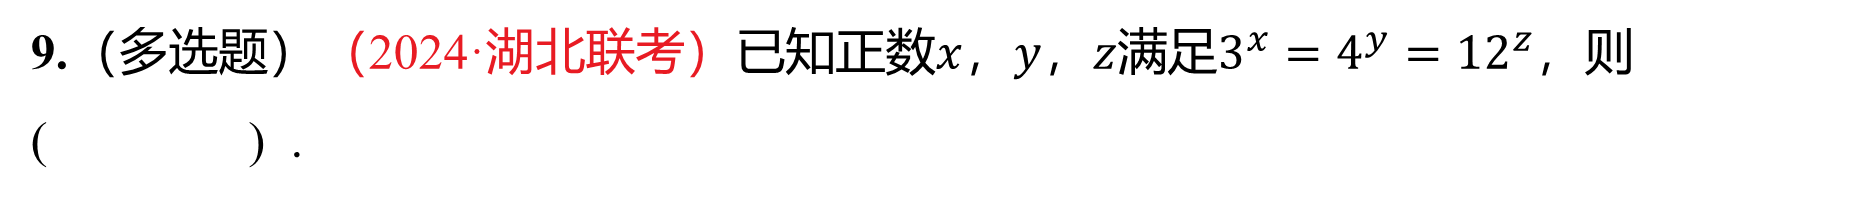 9.（多选题）（2024·湖北联考）已知正数x，y，z满足3^x = 4^y = 12^z，则
(　　　　).